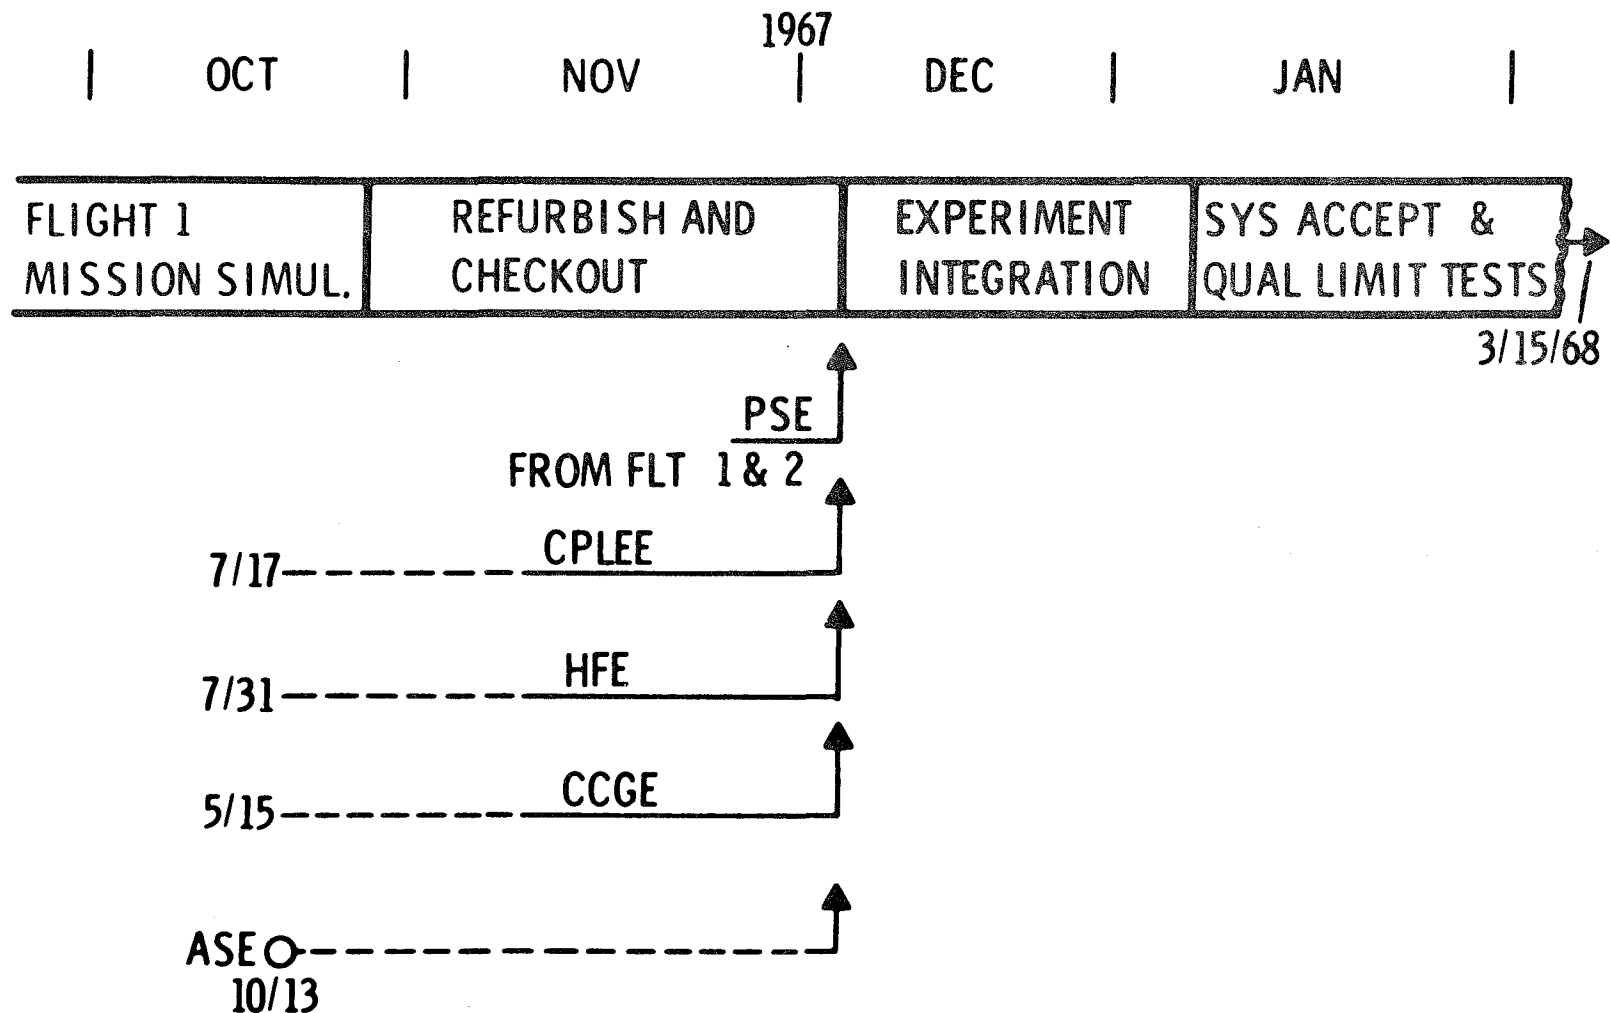 1967
OCT NOV DEC JAN
FLIGHT 1
MISSION SIMUL.
REFURBISH AND
CHECKOUT
EXPERIMENT
INTEGRATION
SYS ACCEPT &
QUAL LIMIT TESTS
3/15/68
PSE
FROM FLT 1 & 2
CPLEE
7/17
HFE
7/31
CCGE
5/15
ASE
10/13